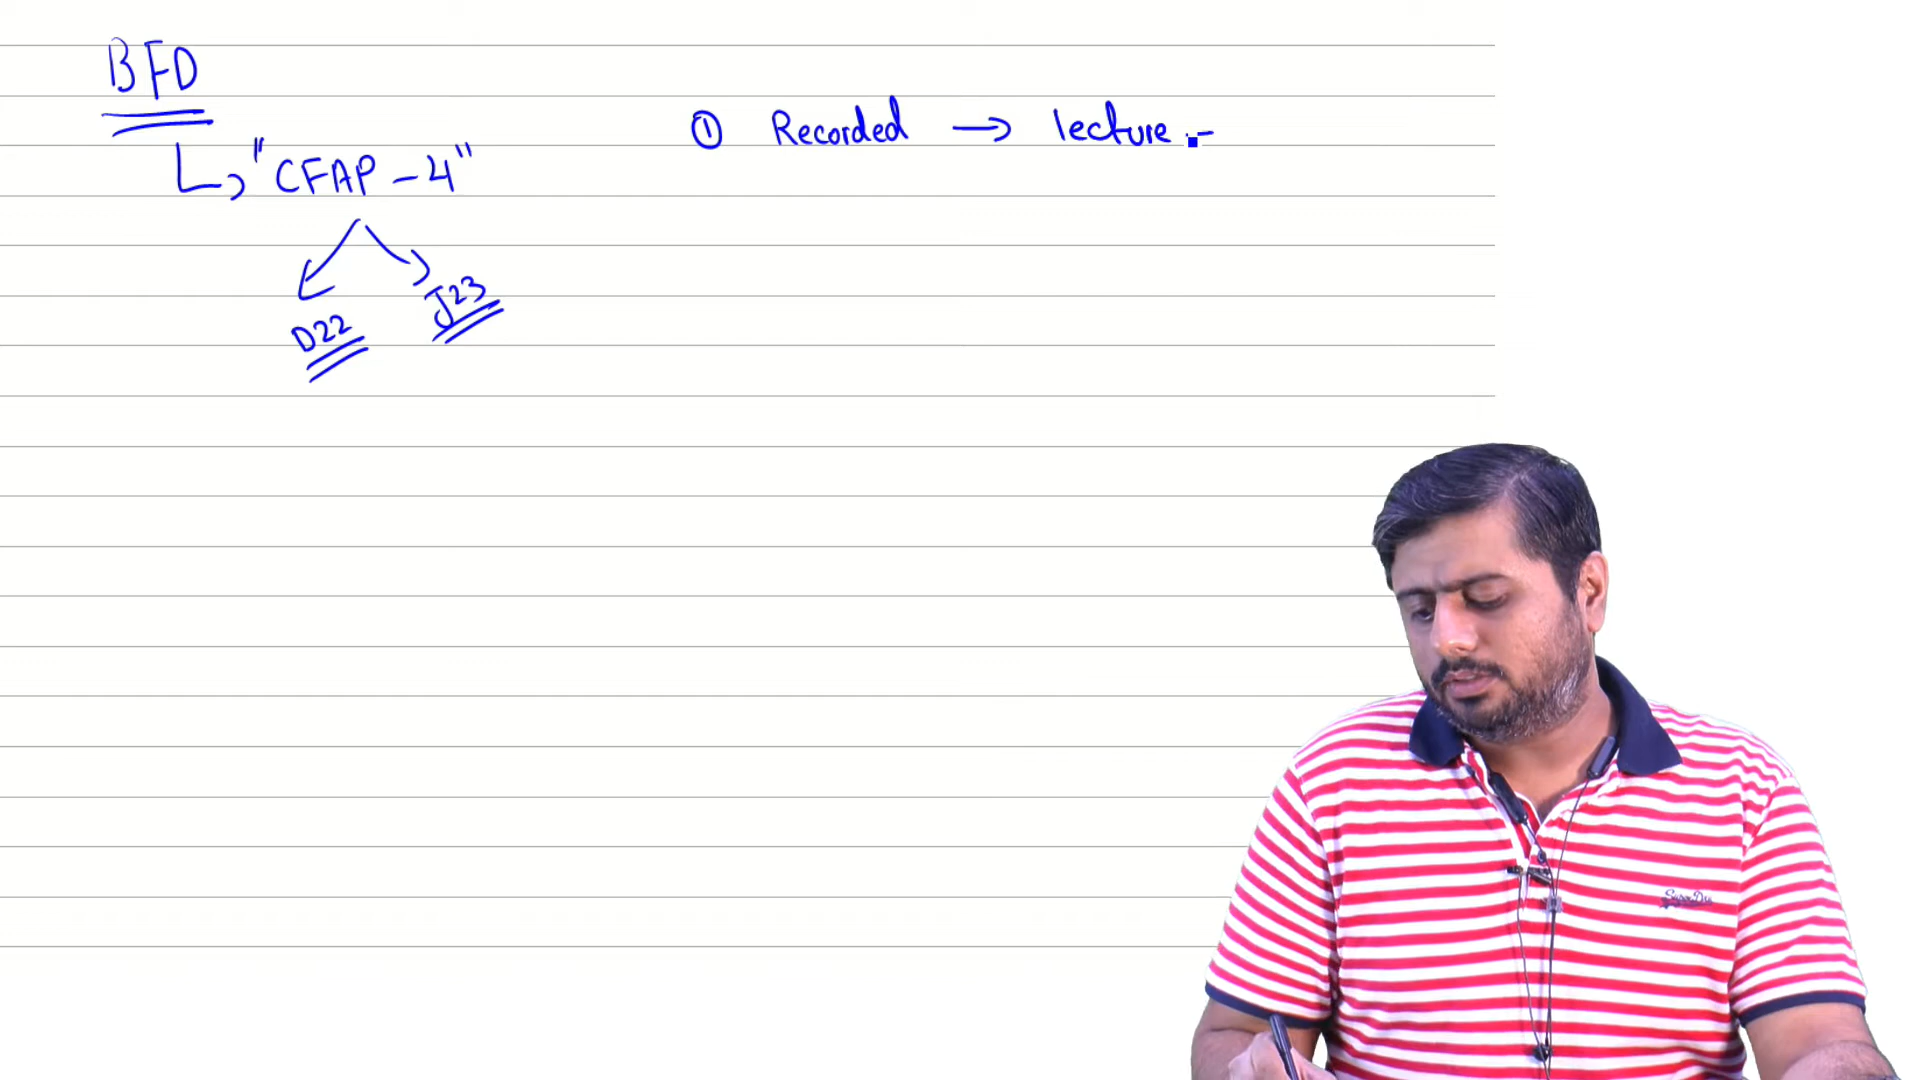 BFD
"CFAP-4"
D22
J23
① Recorded → lecture -